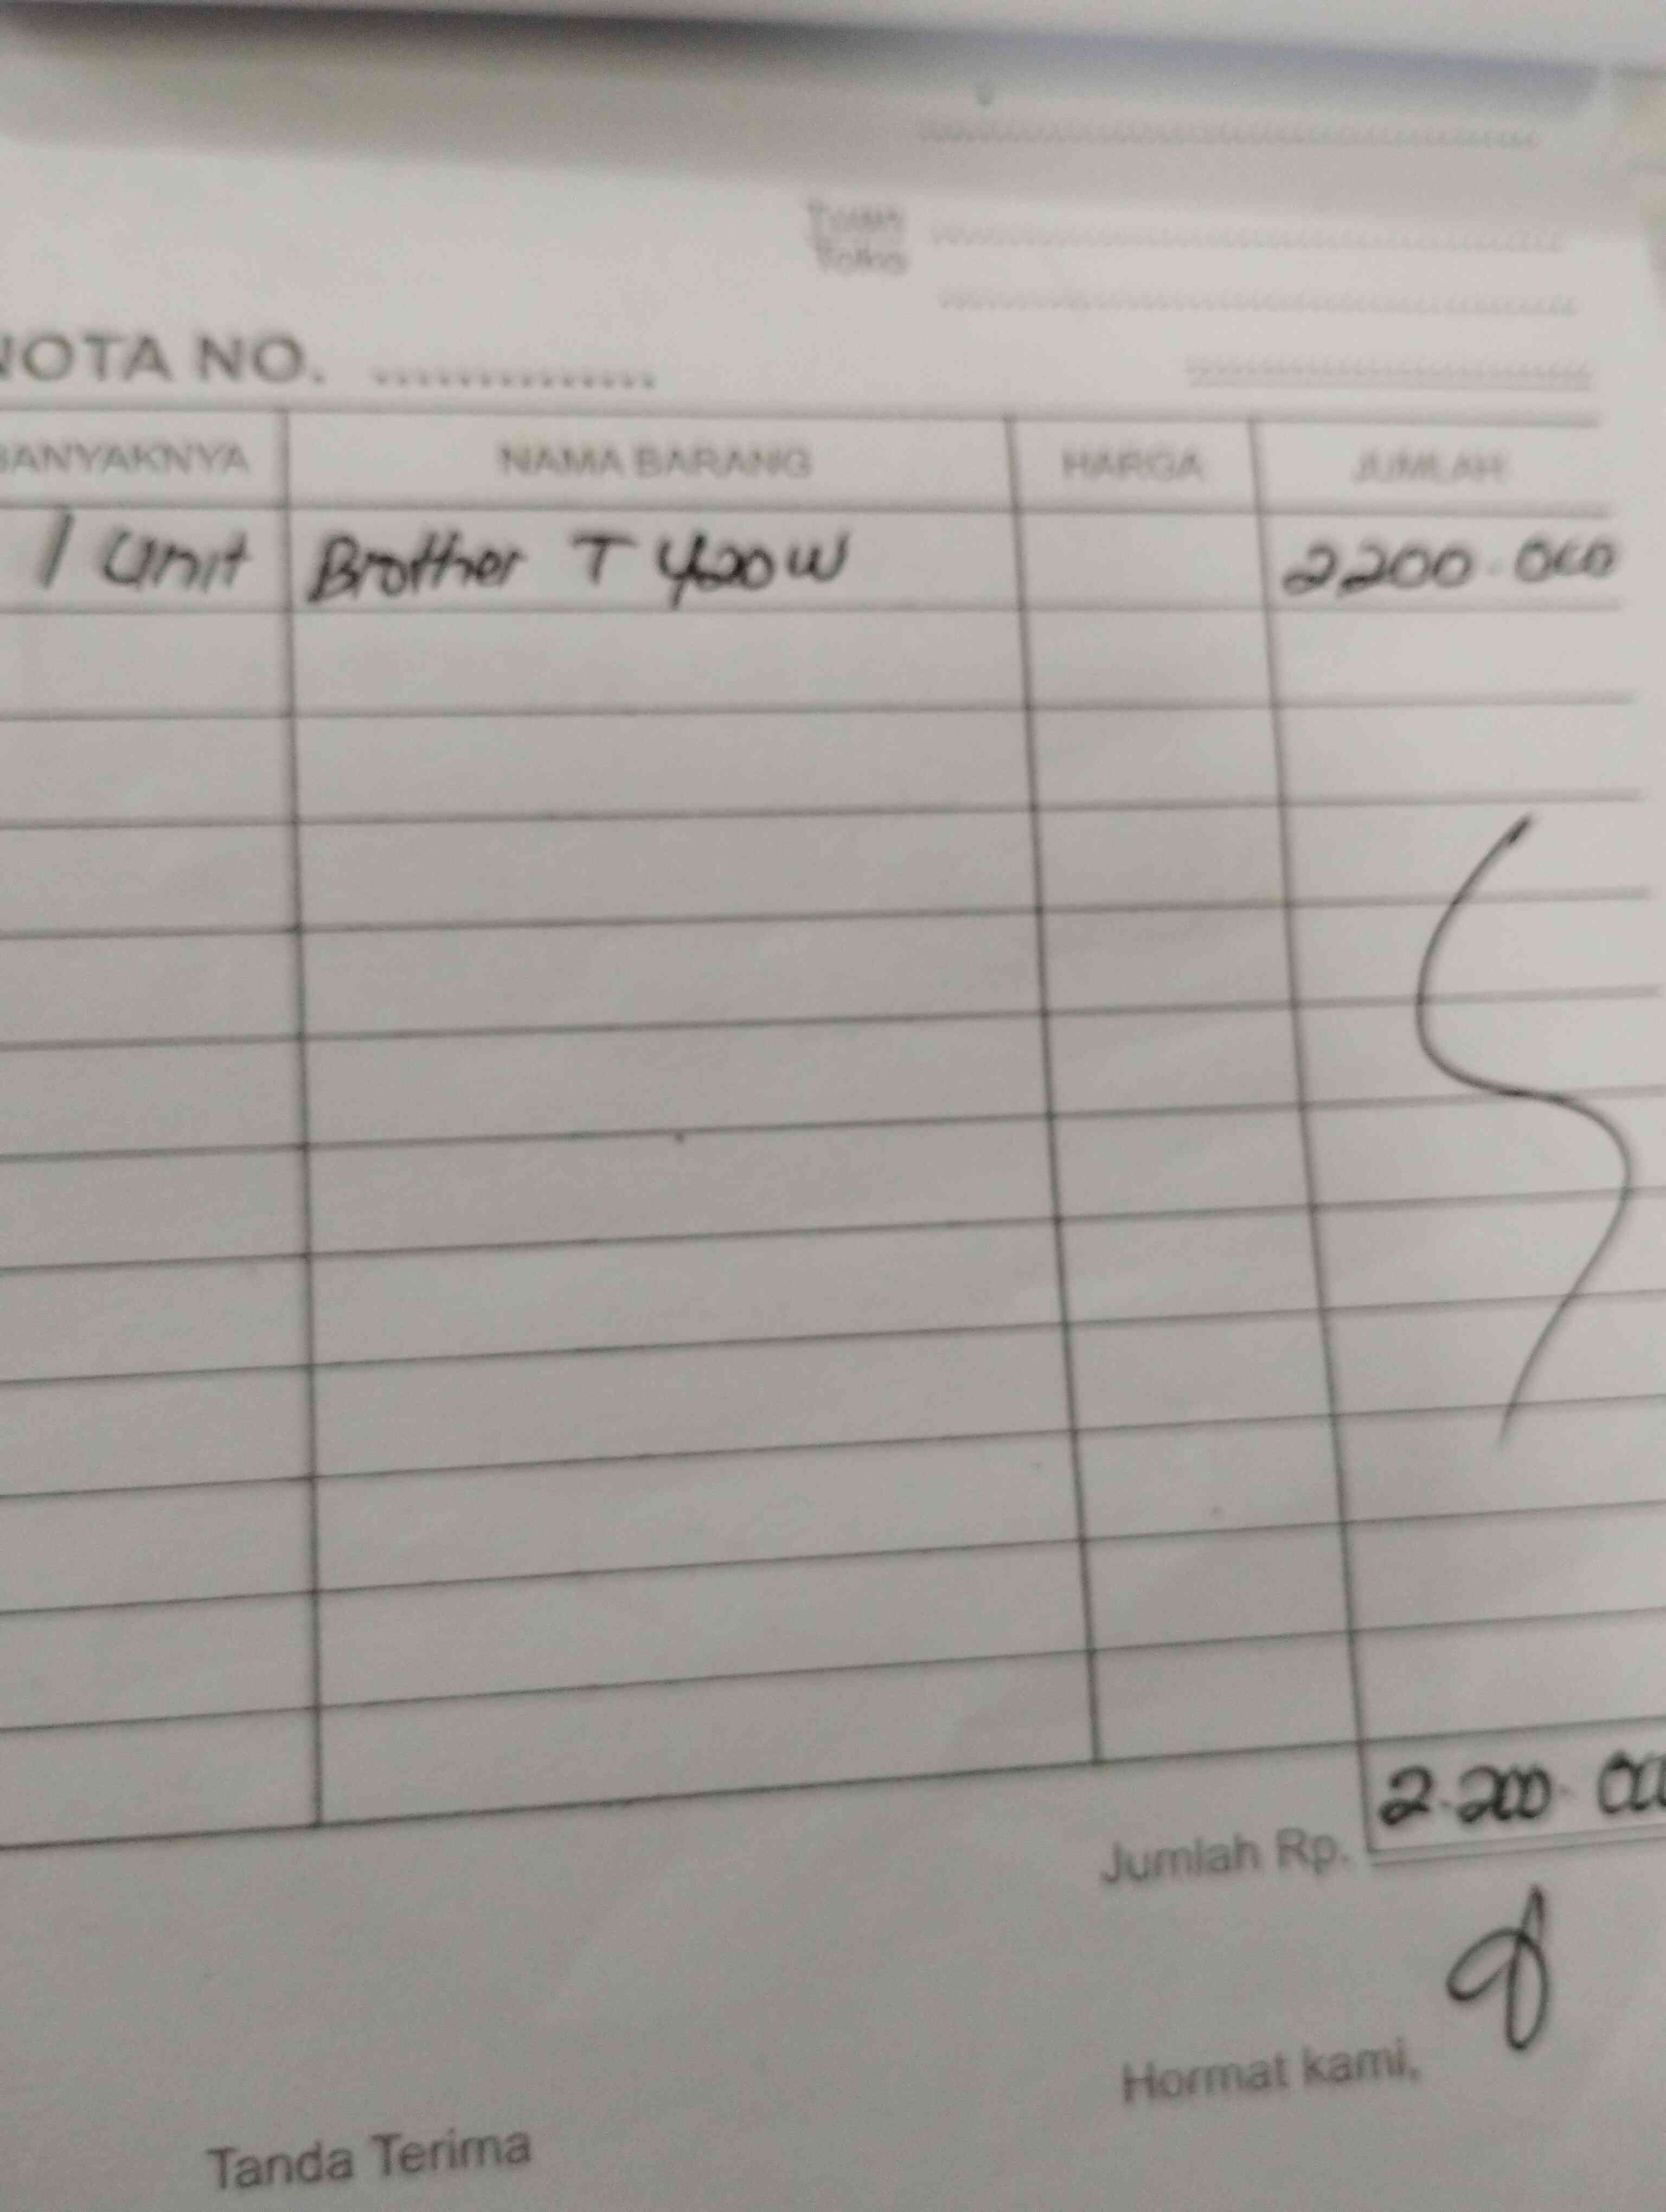 Tuan
Toko
NOTA NO. ..............
BANYAKNYA NAMA BARANG HARGA JUMLAH
1 Unit Brother T 420W 2200.000
Jumlah Rp. 2.200.000
Hormat kami,
Tanda Terima